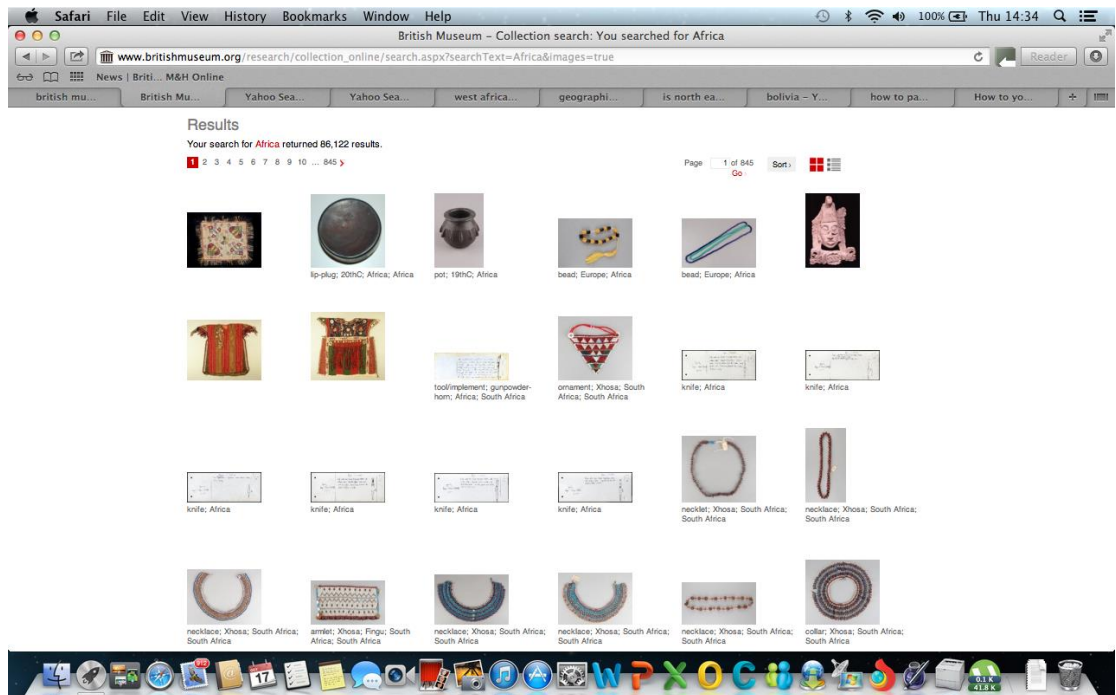 Safari File Edit View History Bookmarks Window Help 100% Thu 14:34
British Museum – Collection search: You searched for Africa
www.britishmuseum.org/research/collection_online/search.aspx?searchText=Africa&images=true Reader
News | Briti... M&H Online
british mu... British Mu... Yahoo Sea... Yahoo Sea... west africa... geographi... is north ea... bolivia – Y... how to pa... How to yo...
Results
Your search for Africa returned 86,122 results.
1 2 3 4 5 6 7 8 9 10 ... 845 >
Page 1 of 845 Sort ›
Go
lip-plug; 20thC; Africa; Africa
pot; 19thC; Africa
bead; Europe; Africa
bead; Europe; Africa
tool/implement; gunpowder-
horn; Africa; South Africa
ornament; Xhosa; South
Africa; South Africa
knife; Africa
knife; Africa
knife; Africa
knife; Africa
knife; Africa
knife; Africa
necklet; Xhosa; South Africa;
South Africa
necklace; Xhosa; South Africa;
South Africa
necklace; Xhosa; South Africa;
South Africa
armlet; Xhosa; Fingu; South
Africa; South Africa
necklace; Xhosa; South Africa;
South Africa
necklace; Xhosa; South Africa;
South Africa
necklace; Xhosa; South Africa;
South Africa
collar; Xhosa; South Africa;
South Africa
912
17
W P X O C
0.1 K
41.8 K